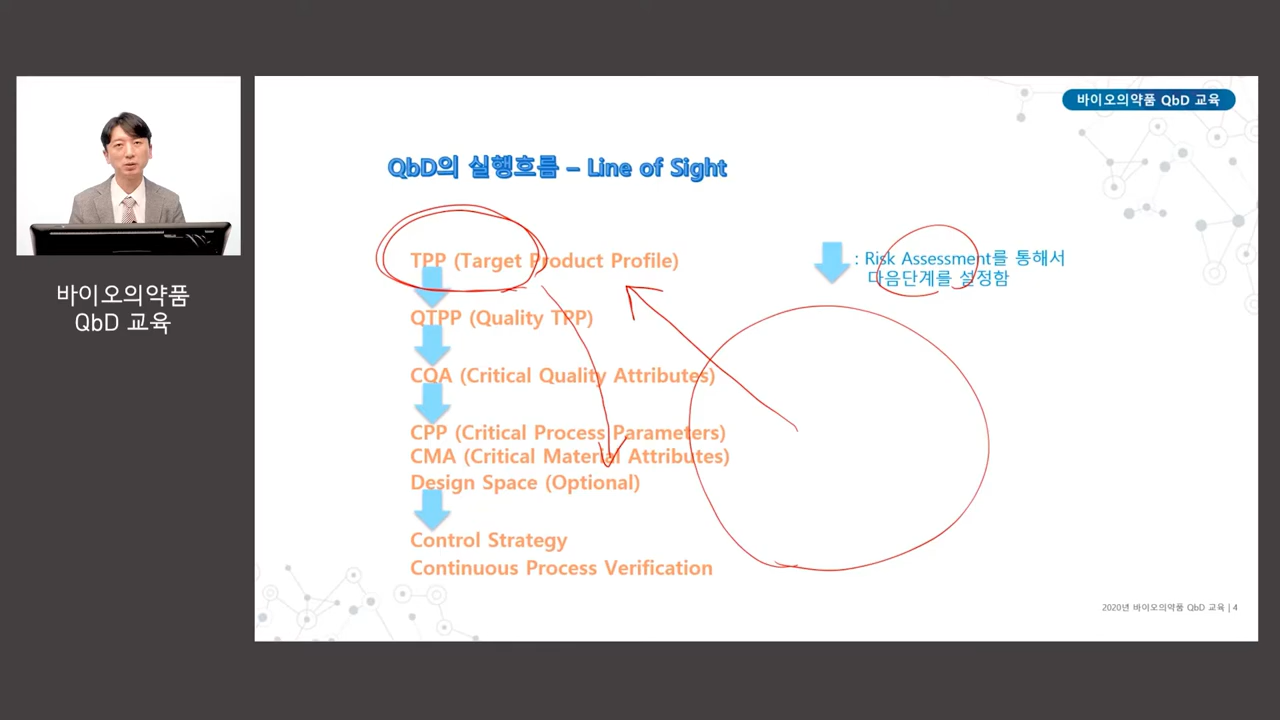 바이오의약품 QbD 교육
바이오의약품
QbD 교육
QbD의 실행흐름 – Line of Sight
TPP (Target Product Profile)
QTPP (Quality TPP)
CQA (Critical Quality Attributes)
CPP (Critical Process Parameters)
CMA (Critical Material Attributes)
Design Space (Optional)
Control Strategy
Continuous Process Verification
: Risk Assessment를 통해서
다음단계를 설정함
2020년 바이오의약품 QbD 교육 | 4